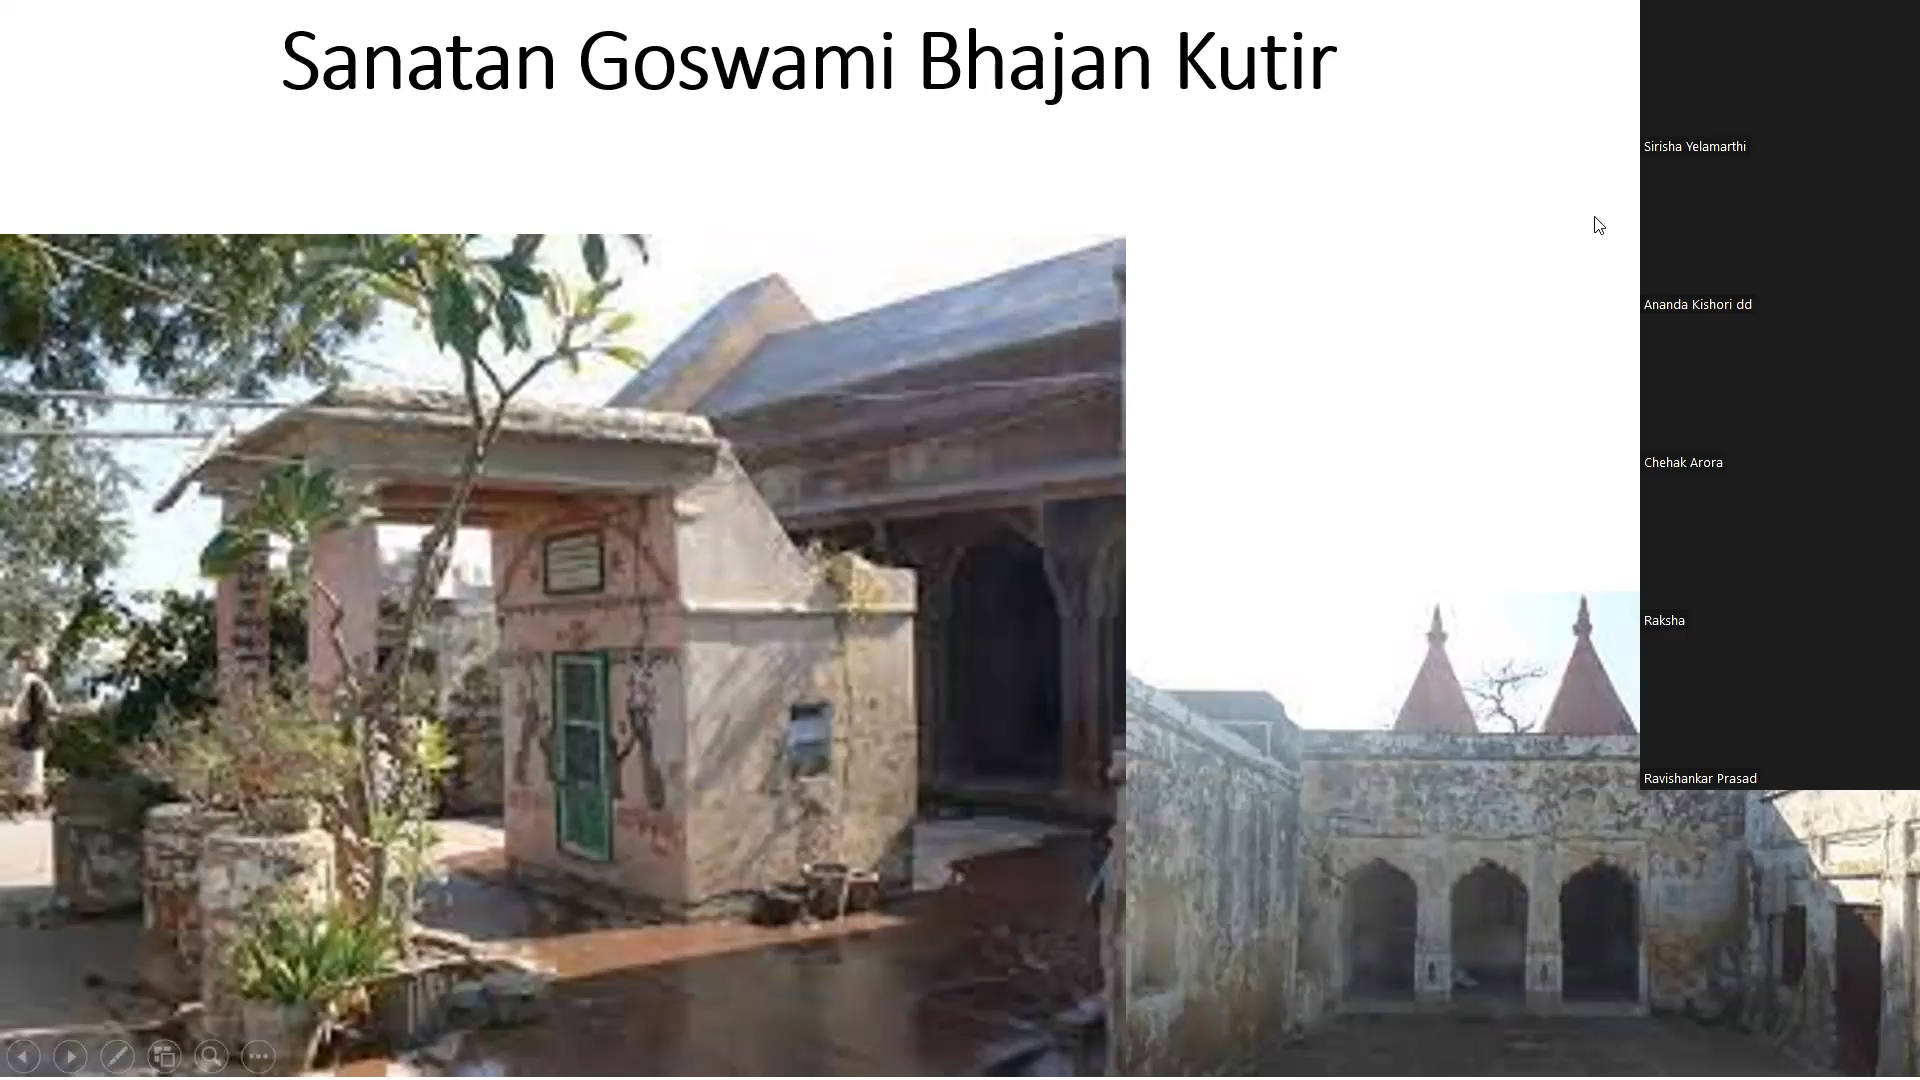 Sanatan Goswami Bhajan Kutir
Sirisha Yelamarthi
Ananda Kishori dd
Chehak Arora
Raksha
Ravishankar Prasad